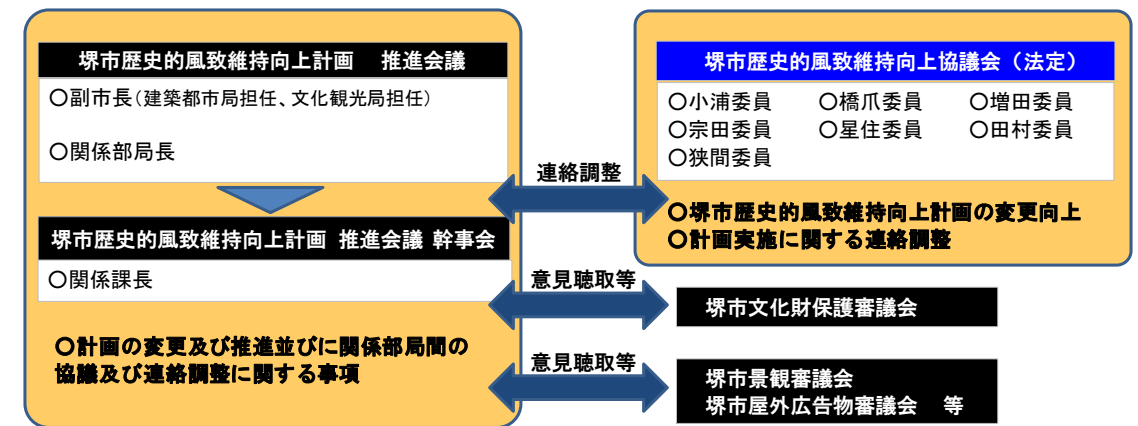 堺市歴史的風致維持向上計画 推進会議
〇副市長(建築都市局担任、文化観光局担任)
〇関係部局長
堺市歴史的風致維持向上計画 推進会議 幹事会
〇関係課長
〇計画の変更及び推進並びに関係部局間の
協議及び連絡調整に関する事項
連絡調整
意見聴取等
意見聴取等
堺市歴史的風致維持向上協議会(法定)
〇小浦委員 〇橋爪委員 〇増田委員
〇宗田委員 〇星住委員 〇田村委員
〇狭間委員
〇堺市歴史的風致維持向上計画の変更向上
〇計画実施に関する連絡調整
堺市文化財保護審議会
堺市景観審議会
堺市屋外広告物審議会 等